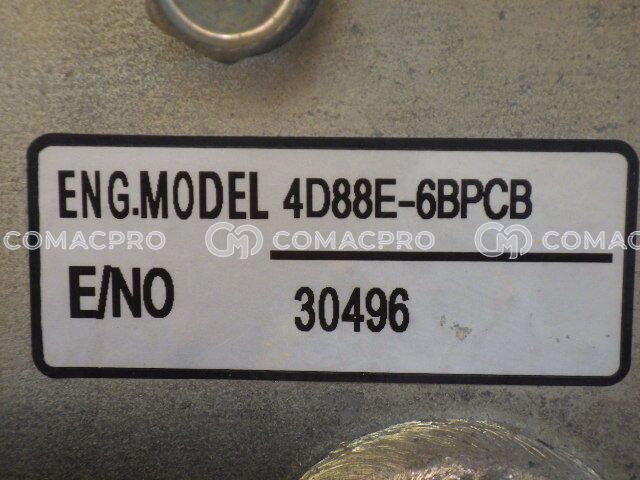 ENG.MODEL 4D88E-6BPCB
COMACPRO COMACPRO COMACPRO
E/NO 30496